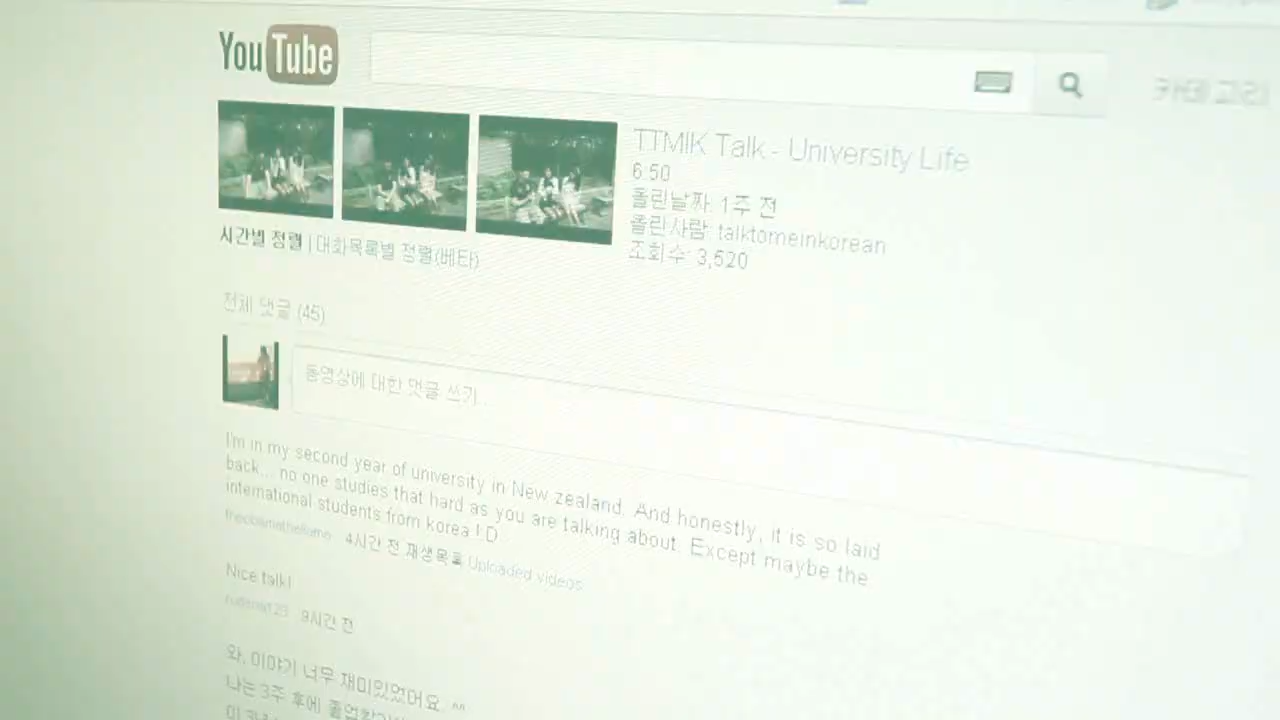 YouTube
카테고리
TTMIK Talk - University Life
6:50
올린날짜: 1주 전
올린사람: talktomeinkorean
조회수: 3,520
시간별 정렬 | 대화목록별 정렬(베타)
전체 댓글 (45)
동영상에 대한 댓글 쓰기...
I'm in my second year of university in New zealand. And honestly, it is so laid
back... no one studies that hard as you are talking about. Except maybe the
international students from korea ! :D
4시간 전 재생목록 Uploaded videos
Nice talk!
9시간 전
와, 이야기 너무 재미있었어요. ^^
나는 3주 후에